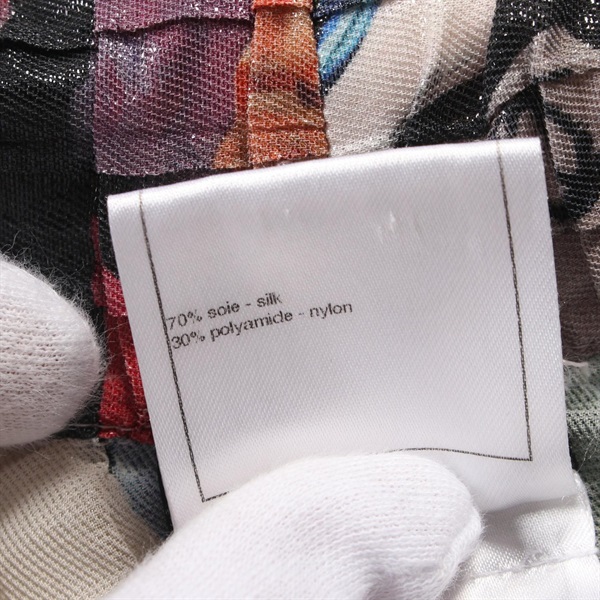 70% soie - silk
30% polyamide - nylon